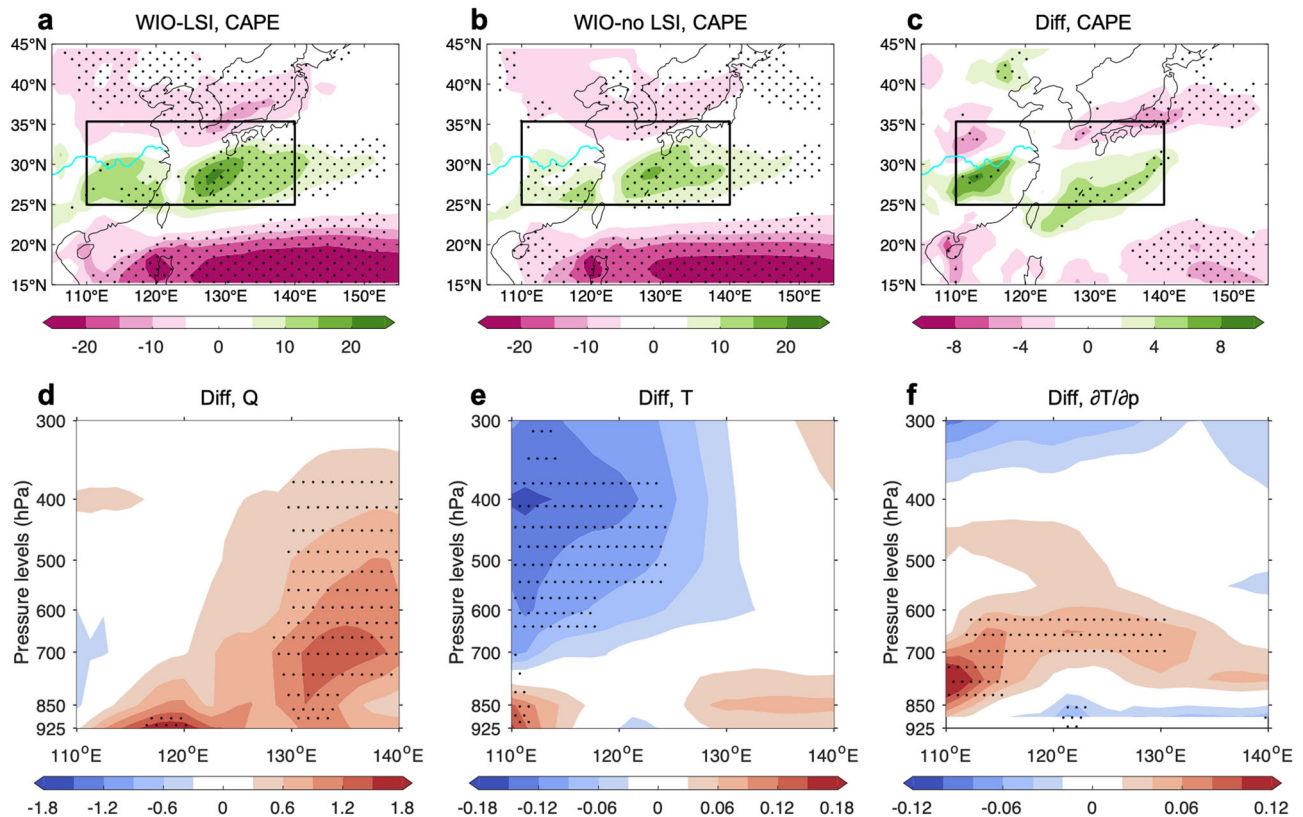 a WIO-LSI, CAPE
45°N
40°N
35°N
30°N
25°N
20°N
15°N
110°E 120°E 130°E 140°E 150°E
-20 -10 0 10 20
b WIO-no LSI, CAPE
45°N
40°N
35°N
30°N
25°N
20°N
15°N
110°E 120°E 130°E 140°E 150°E
-20 -10 0 10 20
c Diff, CAPE
45°N
40°N
35°N
30°N
25°N
20°N
15°N
110°E 120°E 130°E 140°E 150°E
-8 -4 0 4 8
d Diff, Q
Pressure levels (hPa)
300
400
500
600
700
850
925
110°E 120°E 130°E 140°E
-1.8 -1.2 -0.6 0 0.6 1.2 1.8
e Diff, T
Pressure levels (hPa)
300
400
500
600
700
850
925
110°E 120°E 130°E 140°E
-0.18 -0.12 -0.06 0 0.06 0.12 0.18
f Diff, ∂T/∂p
Pressure levels (hPa)
300
400
500
600
700
850
925
110°E 120°E 130°E 140°E
-0.12 -0.06 0 0.06 0.12